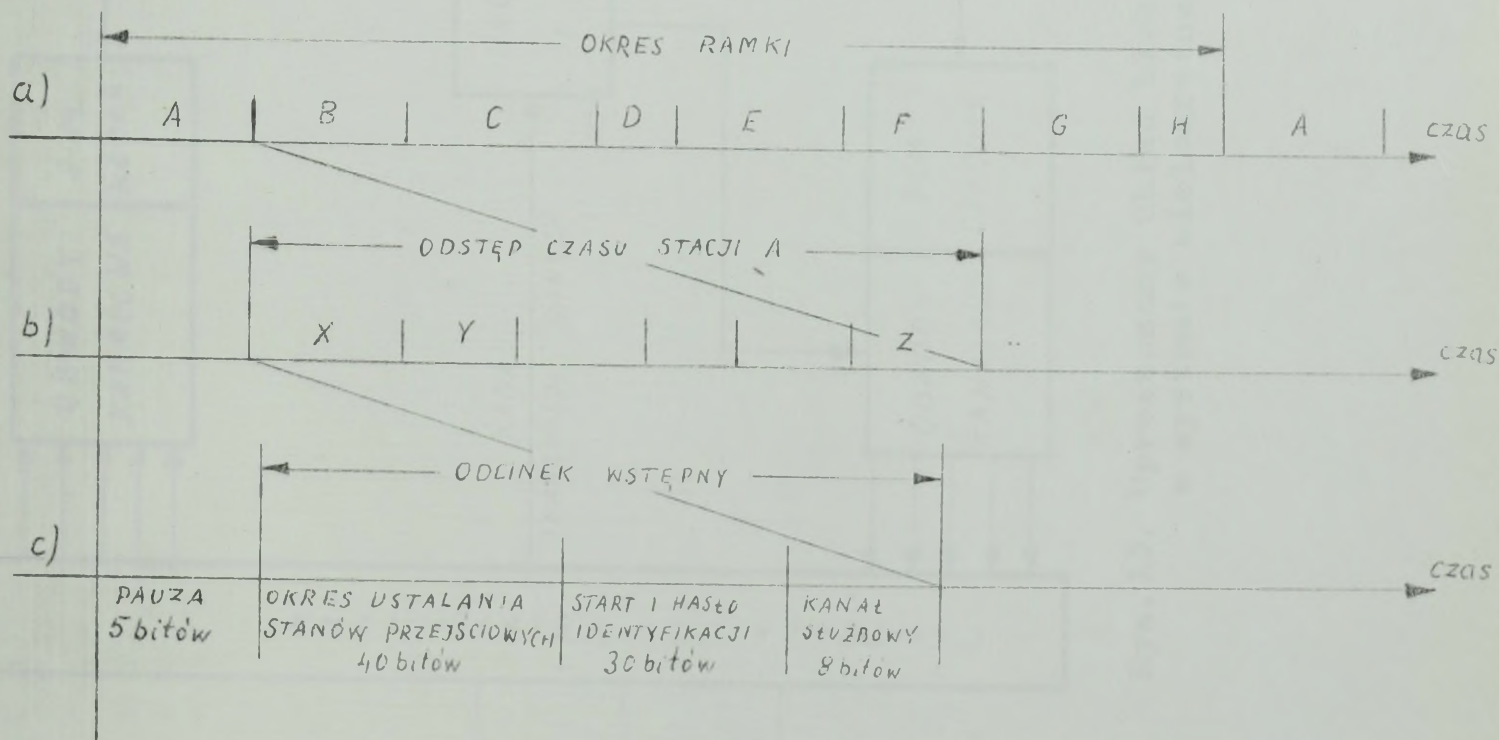 OKRES RAMKI
a)
A B C D E F G H A czas
ODSTĘP CZASU STACJI A
b)
X Y Z czas
ODCINEK WSTĘPNY
c)
czas
PAUZA
5 bitów
OKRES USTALANIA
STANÓW PRZEJŚCIOWYCH
40 bitów
START I HASŁO
IDENTYFIKACJI
30 bitów
KANAŁ
SŁUŻBOWY
8 bitów